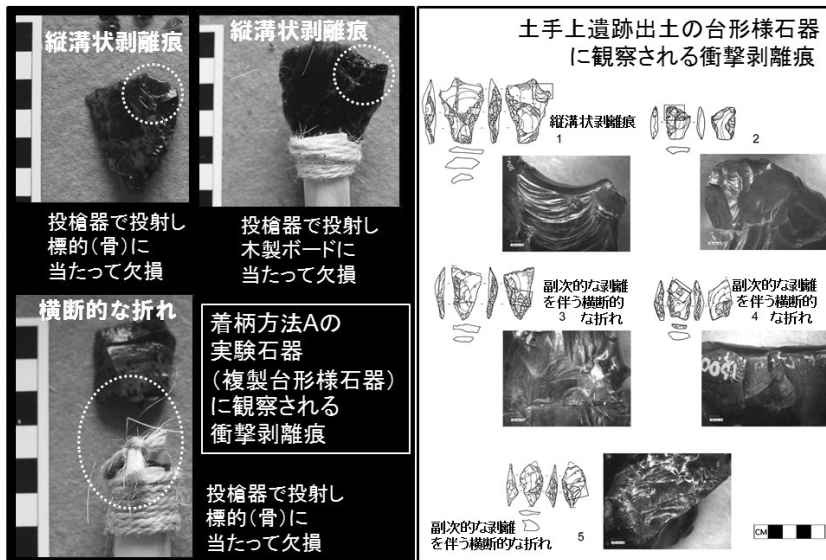 縦溝状剥離痕
縦溝状剥離痕
投槍器で投射し
標的(骨)に
当たって欠損
投槍器で投射し
木製ボードに
当たって欠損
横断的な折れ
着柄方法Aの
実験石器
(複製台形様石器)
に観察される
衝撃剥離痕
投槍器で投射し
標的(骨)に
当たって欠損
土手上遺跡出土の台形様石器
に観察される衝撃剥離痕
縦溝状剥離痕
1
2
副次的な剥離
を伴う横断的
な折れ
3
副次的な剥離
を伴う横断的
な折れ
4
副次的な剥離
を伴う横断的な折れ
5
CM